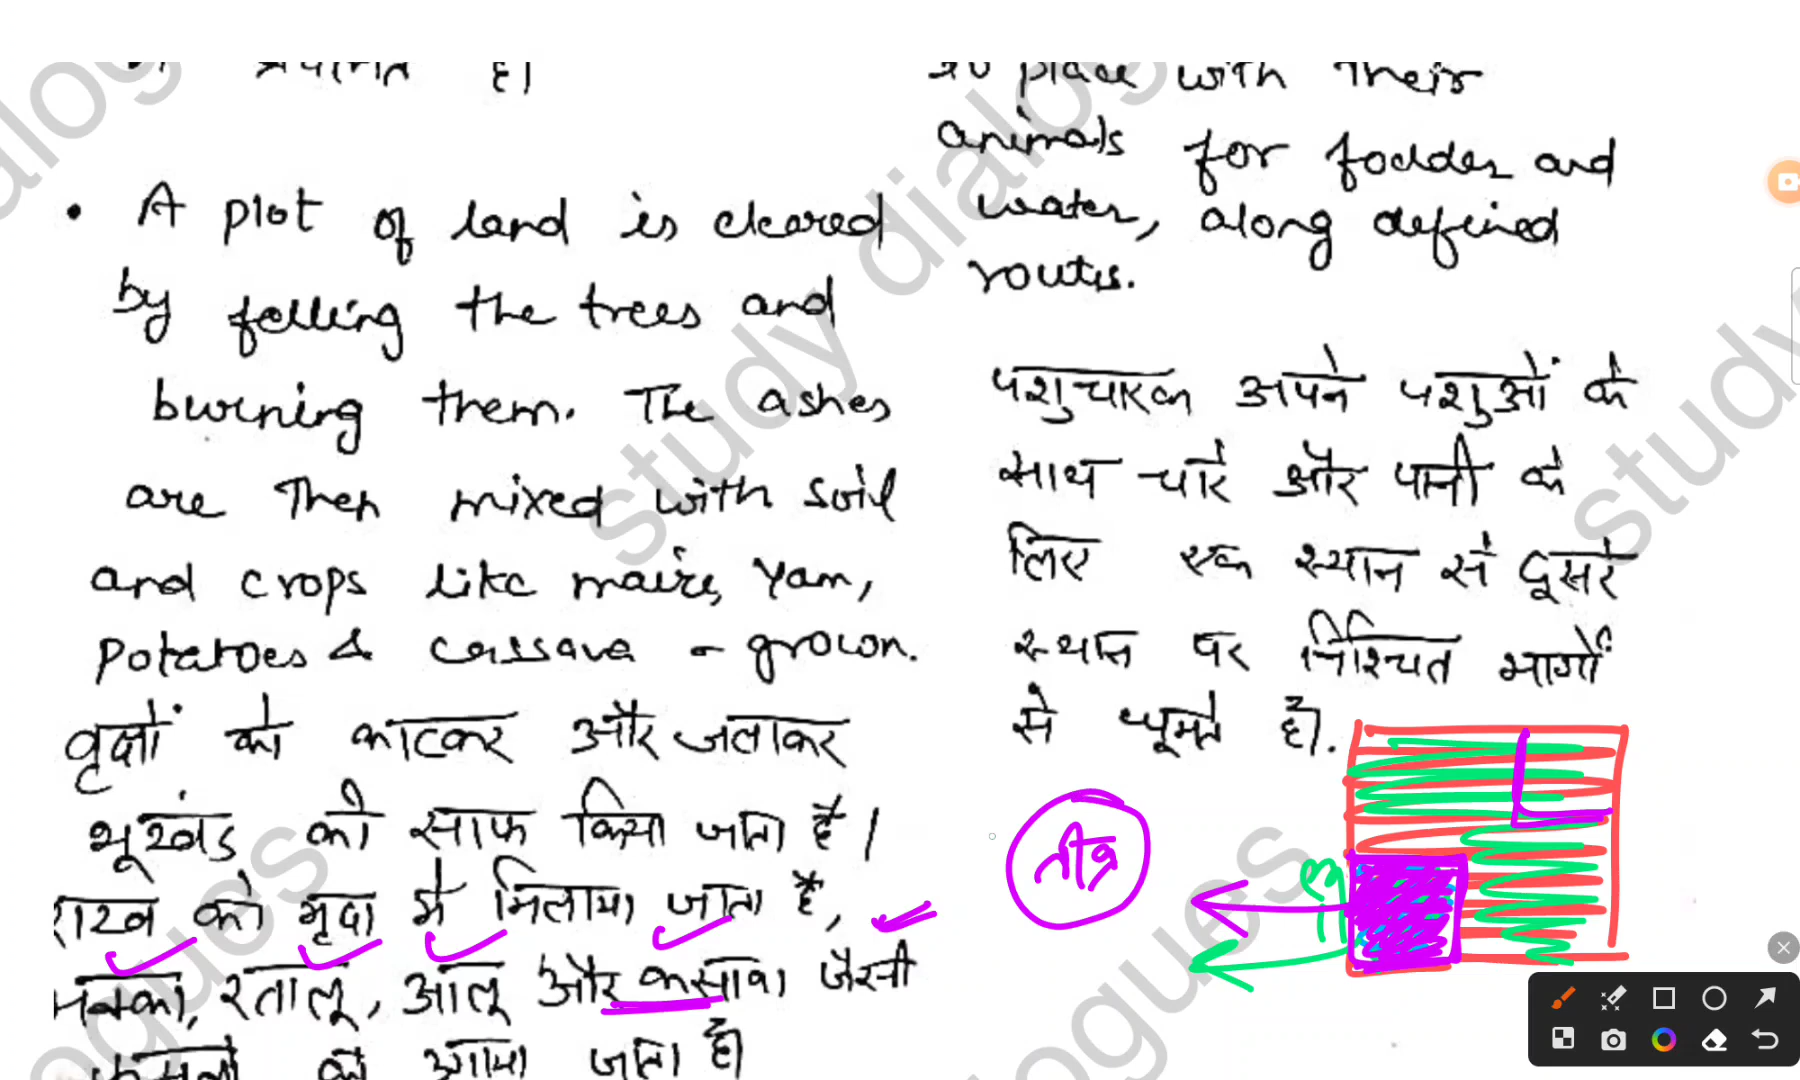 है।
• A plot of land is cleared
by felling the trees and
burning them. The ashes
are then mixed with soil
and crops like maize, Yam,
Potatoes & cassava - grown.
वृक्षों को काटकर और जलाकर
भूखंड को साफ किया जाता है।
राख को मृदा में मिलाया जाता है,
मक्का, रतालू, आलू और कसावा जैसी
फसलों को उगाया जाता है।
to place with their
animals for fodder and
water, along defined
routes.
पशुचारक अपने पशुओं के
साथ चारे और पानी के
लिए एक स्थान से दूसरे
स्थान पर निश्चित मार्गों
से घूमते है।
study dialogues